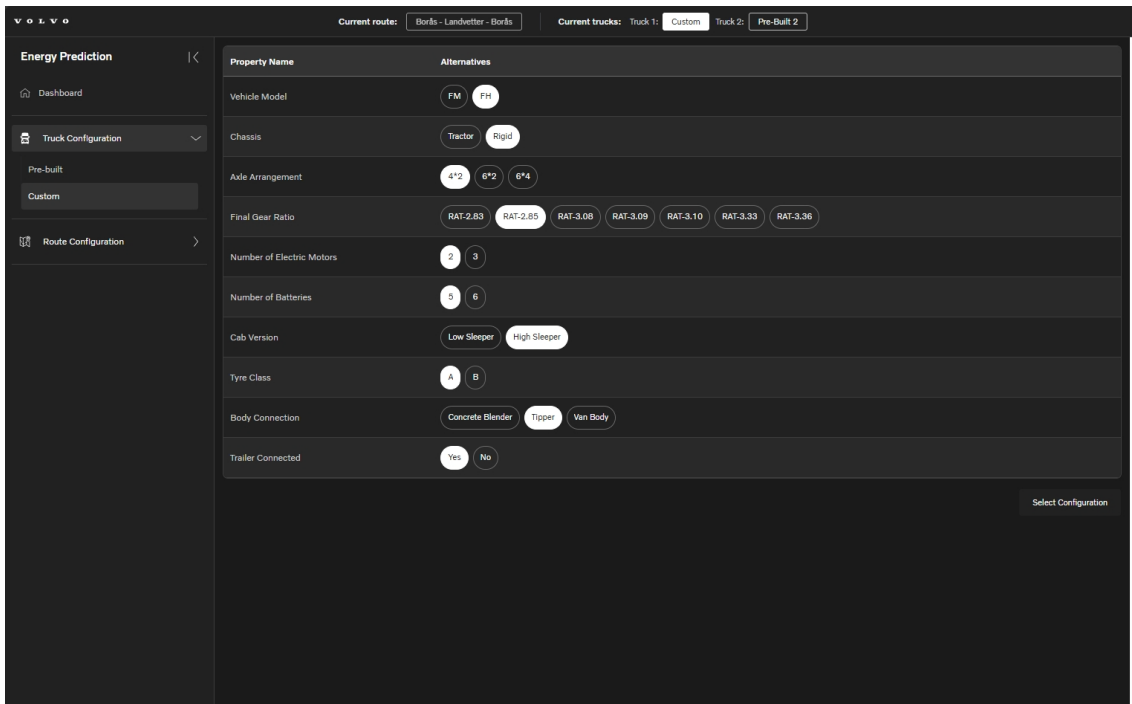 VOLVO
Current route: Borås - Landvetter - Borås Current trucks: Truck 1: Custom Truck 2: Pre-Built 2
Energy Prediction
Dashboard
Truck Configuration
Pre-built
Custom
Route Configuration
Property Name Alternatives
Vehicle Model FM FH
Chassis Tractor Rigid
Axle Arrangement 4*2 6*2 6*4
Final Gear Ratio RAT-2.83 RAT-2.85 RAT-3.08 RAT-3.09 RAT-3.10 RAT-3.33 RAT-3.36
Number of Electric Motors 2 3
Number of Batteries 5 6
Cab Version Low Sleeper High Sleeper
Tyre Class A B
Body Connection Concrete Blender Tipper Van Body
Trailer Connected Yes No
Select Configuration